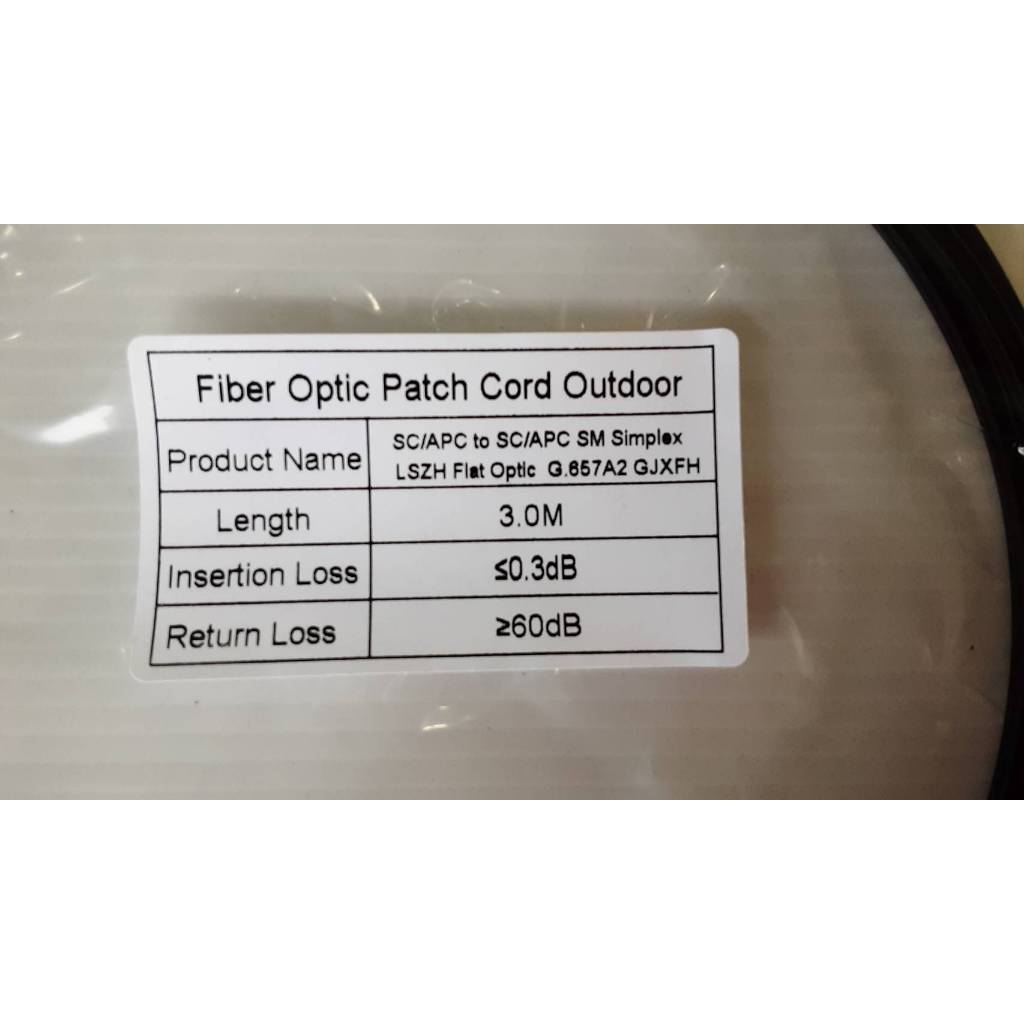 Fiber Optic Patch Cord Outdoor
Product Name
SC/APC to SC/APC SM Simplex
LSZH Flat Optic G.657A2 GJXFH
Length 3.0M
Insertion Loss ≤0.3dB
Return Loss ≥60dB